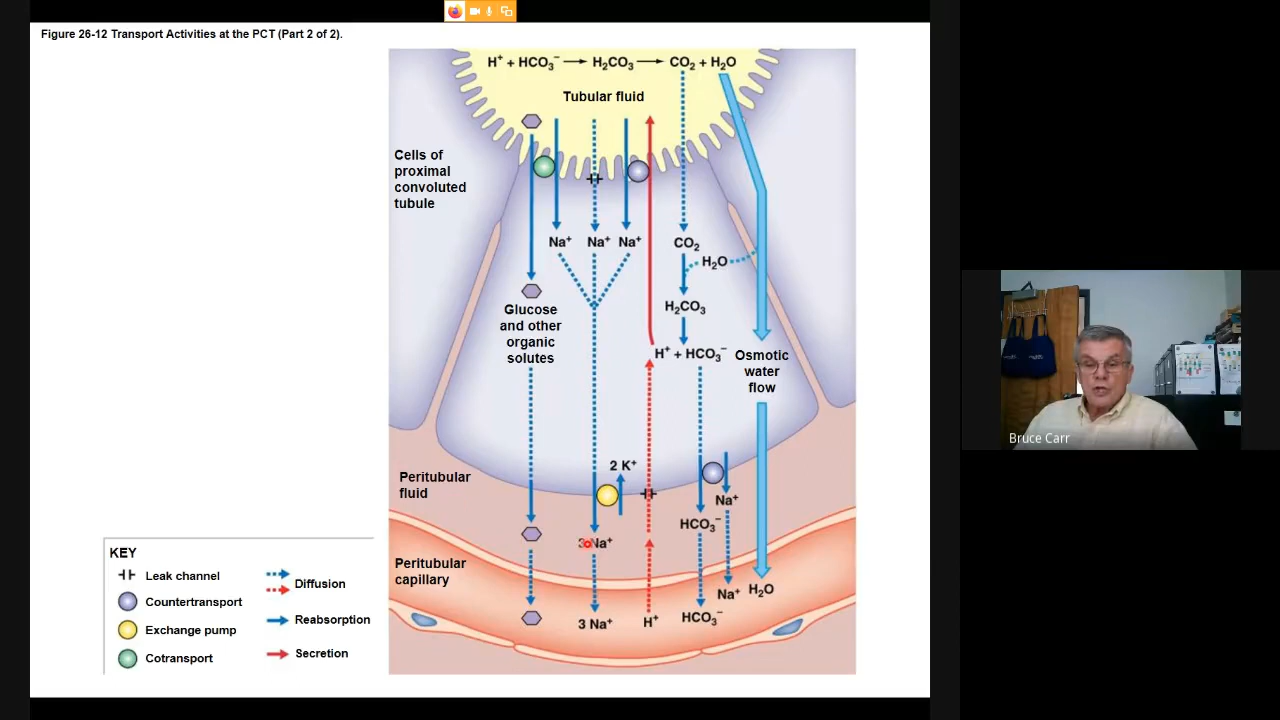 Figure 26-12 Transport Activities at the PCT (Part 2 of 2).
H⁺ + HCO₃⁻ → H₂CO₃ → CO₂ + H₂O
Tubular fluid
Cells of
proximal
convoluted
tubule
Na⁺ Na⁺ Na⁺ CO₂
H₂O
H₂CO₃
Glucose
and other
organic
solutes
H⁺ + HCO₃⁻
Osmotic
water
flow
Bruce Carr
2 K⁺
Peritubular
fluid
Na⁺
HCO₃⁻
3 Na⁺
Peritubular
capillary
Na⁺ H₂O
3 Na⁺ H⁺ HCO₃⁻
KEY
Leak channel
Countertransport
Exchange pump
Cotransport
Diffusion
Reabsorption
Secretion